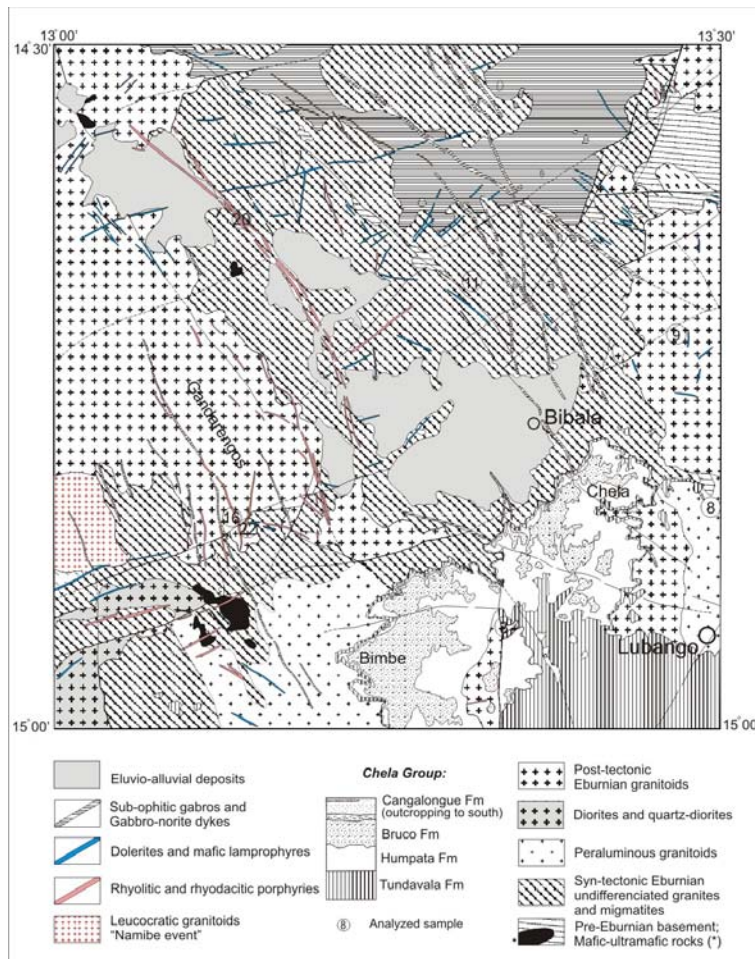 13°00' 13°30'
14°30'
20
11
91
Bibala
Gandarengos
Chela
8
16
22
Lubango
Bimbe
15°00' 15°00'
Eluvio-alluvial deposits
Sub-ophitic gabros and
Gabbro-norite dykes
Dolerites and mafic lamprophyres
Rhyolitic and rhyodacitic porphyries
Leucocratic granitoids
"Namibe event"
Chela Group:
Cangalongue Fm
(outcropping to south)
Bruco Fm
Humpata Fm
Tundavala Fm
8 Analyzed sample
Post-tectonic
Eburnian granitoids
Diorites and quartz-diorites
Peraluminous granitoids
Syn-tectonic Eburnian
undifferenciated granites
and migmatites
* Pre-Eburnian basement;
Mafic-ultramafic rocks (*)